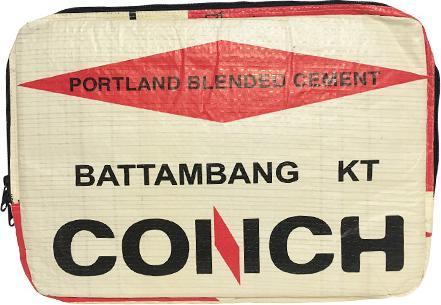 PORTLAND BLENDED CEMENT
BATTAMBANG KT
CONCH